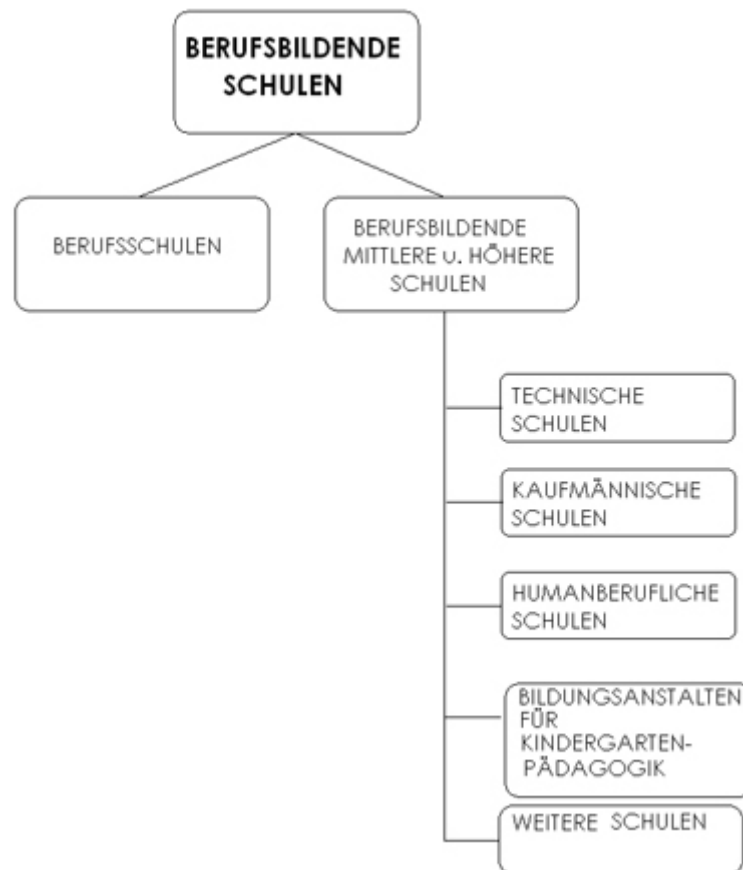 BERUFSBILDENDE
SCHULEN
BERUFSSCHULEN
BERUFSBILDENDE
MITTLERE u. HÖHERE
SCHULEN
TECHNISCHE
SCHULEN
KAUFMÄNNISCHE
SCHULEN
HUMANBERUFLICHE
SCHULEN
BILDUNGSANSTALTEN
FÜR
KINDERGARTEN-
PÄDAGOGIK
WEITERE SCHULEN